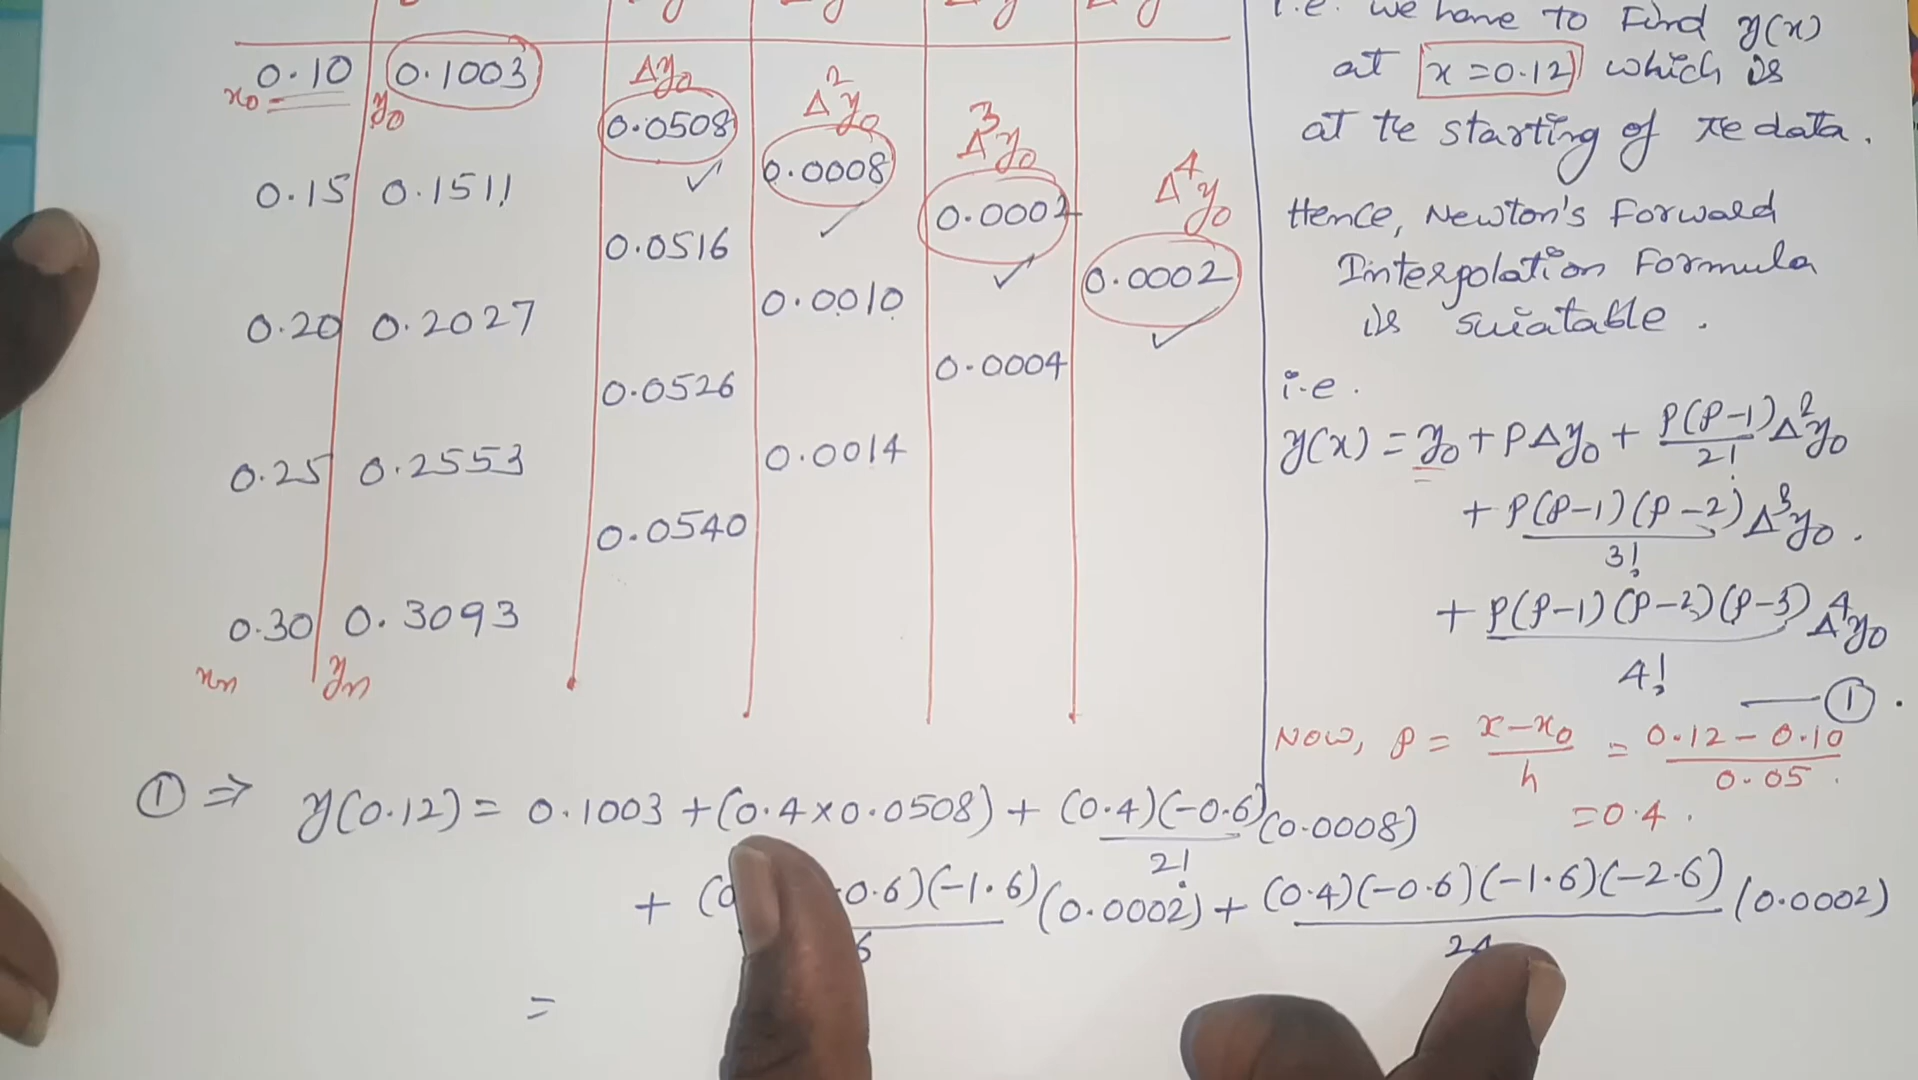 i.e. we have to Find y(x)
at x = 0.12 which is
at te starting of te data.
Hence, Newton's Forward
Interpolation Formula
is suiatable.
i.e.
y(x) = y₀ + PΔy₀ + P(P-1)/2! Δ²y₀
+ P(P-1)(P-2)/3! Δ³y₀.
+ P(P-1)(P-2)(P-3)/4! Δ⁴y₀
— ①.
Now, P = x-x₀/h = 0.12-0.10/0.05.
= 0.4.
0.10 0.1003 Δy₀ Δ²y₀
x₀ y₀ 0.0508 0.0008 Δ³y₀ Δ⁴y₀
0.15 0.1511 0.0002
0.0516 0.0010 0.0002
0.20 0.2027
0.0526 0.0004
0.25 0.2553 0.0014
0.0540
0.30 0.3093
xn yn
① ⇒ y(0.12) = 0.1003 + (0.4×0.0508) + (0.4)(-0.6)/2! (0.0008)
+ 0.6)(-1.6)/6 (0.0002) + (0.4)(-0.6)(-1.6)(-2.6)/24 (0.0002)
=